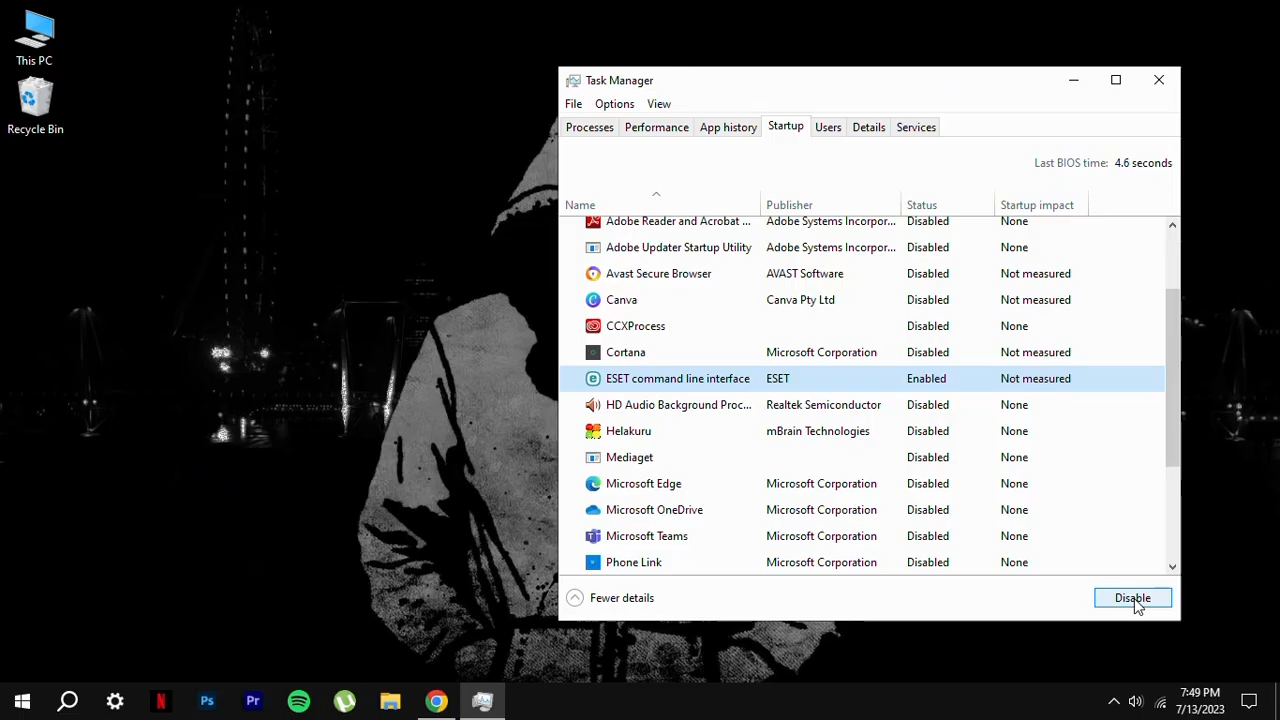 This PC
Recycle Bin
Task Manager
File Options View
Processes Performance App history Startup Users Details Services
Last BIOS time: 4.6 seconds
Name Publisher Status Startup impact
Adobe Reader and Acrobat ... Adobe Systems Incorpor... Disabled None
Adobe Updater Startup Utility Adobe Systems Incorpor... Disabled None
Avast Secure Browser AVAST Software Disabled Not measured
Canva Canva Pty Ltd Disabled Not measured
CCXProcess Disabled None
Cortana Microsoft Corporation Disabled Not measured
ESET command line interface ESET Enabled Not measured
HD Audio Background Proc... Realtek Semiconductor Disabled None
Helakuru mBrain Technologies Disabled None
Mediaget Disabled None
Microsoft Edge Microsoft Corporation Disabled None
Microsoft OneDrive Microsoft Corporation Disabled None
Microsoft Teams Microsoft Corporation Disabled None
Phone Link Microsoft Corporation Disabled None
Fewer details Disable
N Ps Pr
7:49 PM
7/13/2023